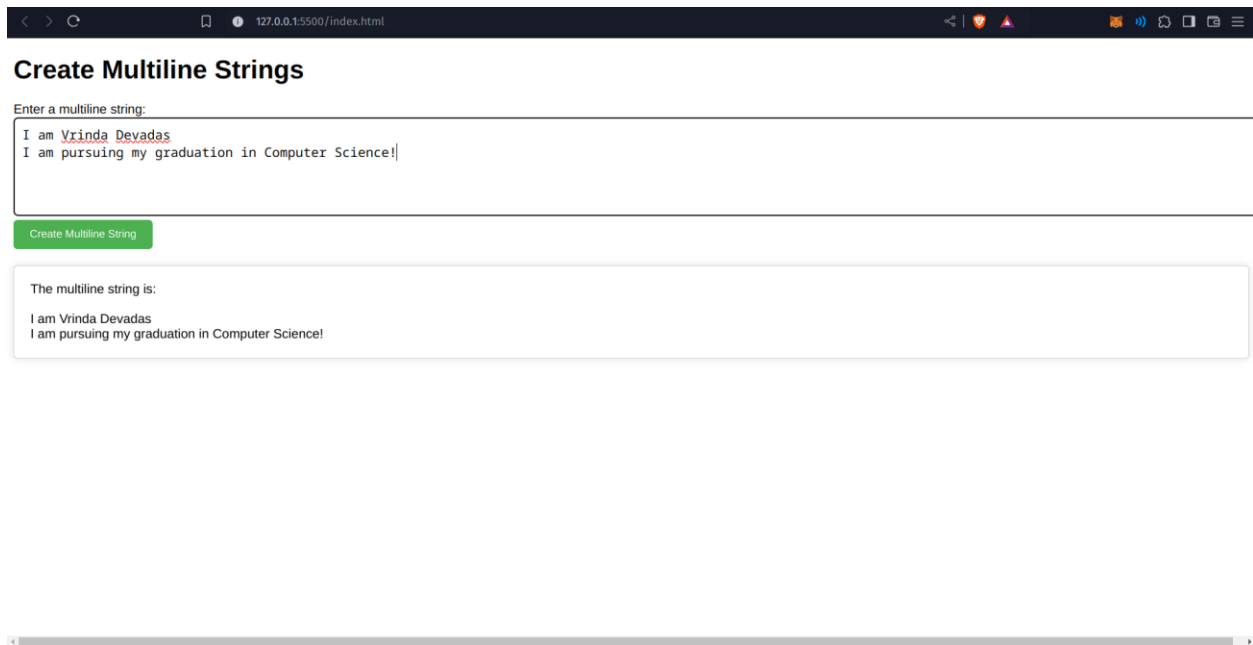 127.0.0.1:5500/index.html
Create Multiline Strings
Enter a multiline string:
I am Vrinda Devadas
I am pursuing my graduation in Computer Science!
Create Multiline String
The multiline string is:
I am Vrinda Devadas
I am pursuing my graduation in Computer Science!